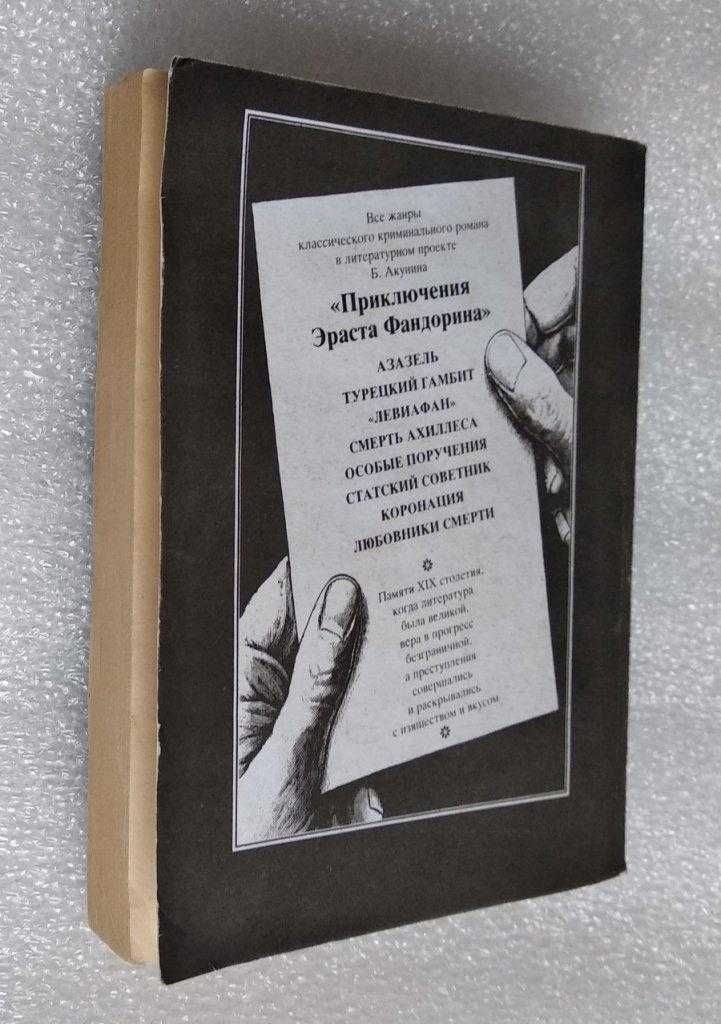 Все жанры
классического криминального романа
в литературном проекте
Б. Акунина
«Приключения
Эраста Фандорина»
АЗАЗЕЛЬ
ТУРЕЦКИЙ ГАМБИТ
«ЛЕВИАФАН»
СМЕРТЬ АХИЛЛЕСА
ОСОБЫЕ ПОРУЧЕНИЯ
СТАТСКИЙ СОВЕТНИК
КОРОНАЦИЯ
ЛЮБОВНИКИ СМЕРТИ
Памяти XIX столетия,
когда литература
была великой,
вера в прогресс
безграничной,
а преступления
совершались
и раскрывались
с изяществом и вкусом